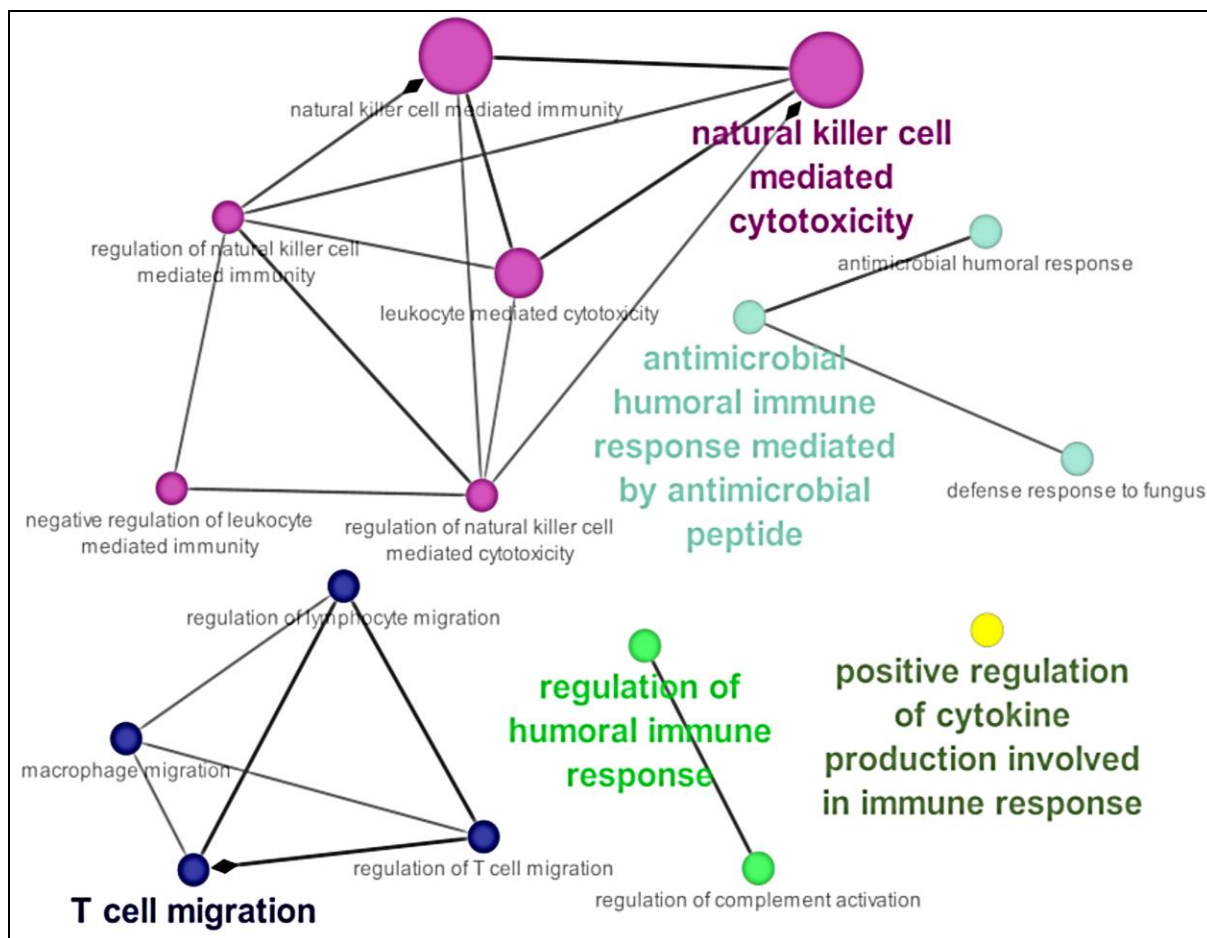 natural killer cell mediated immunity
natural killer cell
mediated
cytotoxicity
regulation of natural killer cell
mediated immunity
leukocyte mediated cytotoxicity
antimicrobial humoral response
antimicrobial
humoral immune
response mediated
by antimicrobial
peptide
defense response to fungus
negative regulation of leukocyte
mediated immunity
regulation of natural killer cell
mediated cytotoxicity
regulation of lymphocyte migration
macrophage migration
regulation of T cell migration
T cell migration
regulation of
humoral immune
response
regulation of complement activation
positive regulation
of cytokine
production involved
in immune response